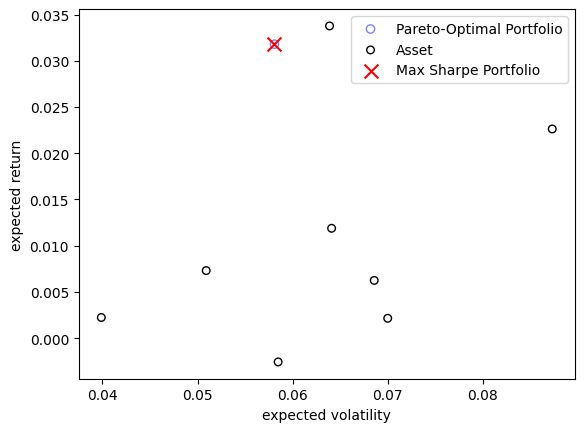 0.035
0.030
0.025
0.020
0.015
0.010
0.005
0.000
expected return
Pareto-Optimal Portfolio
Asset
Max Sharpe Portfolio
0.04 0.05 0.06 0.07 0.08
expected volatility